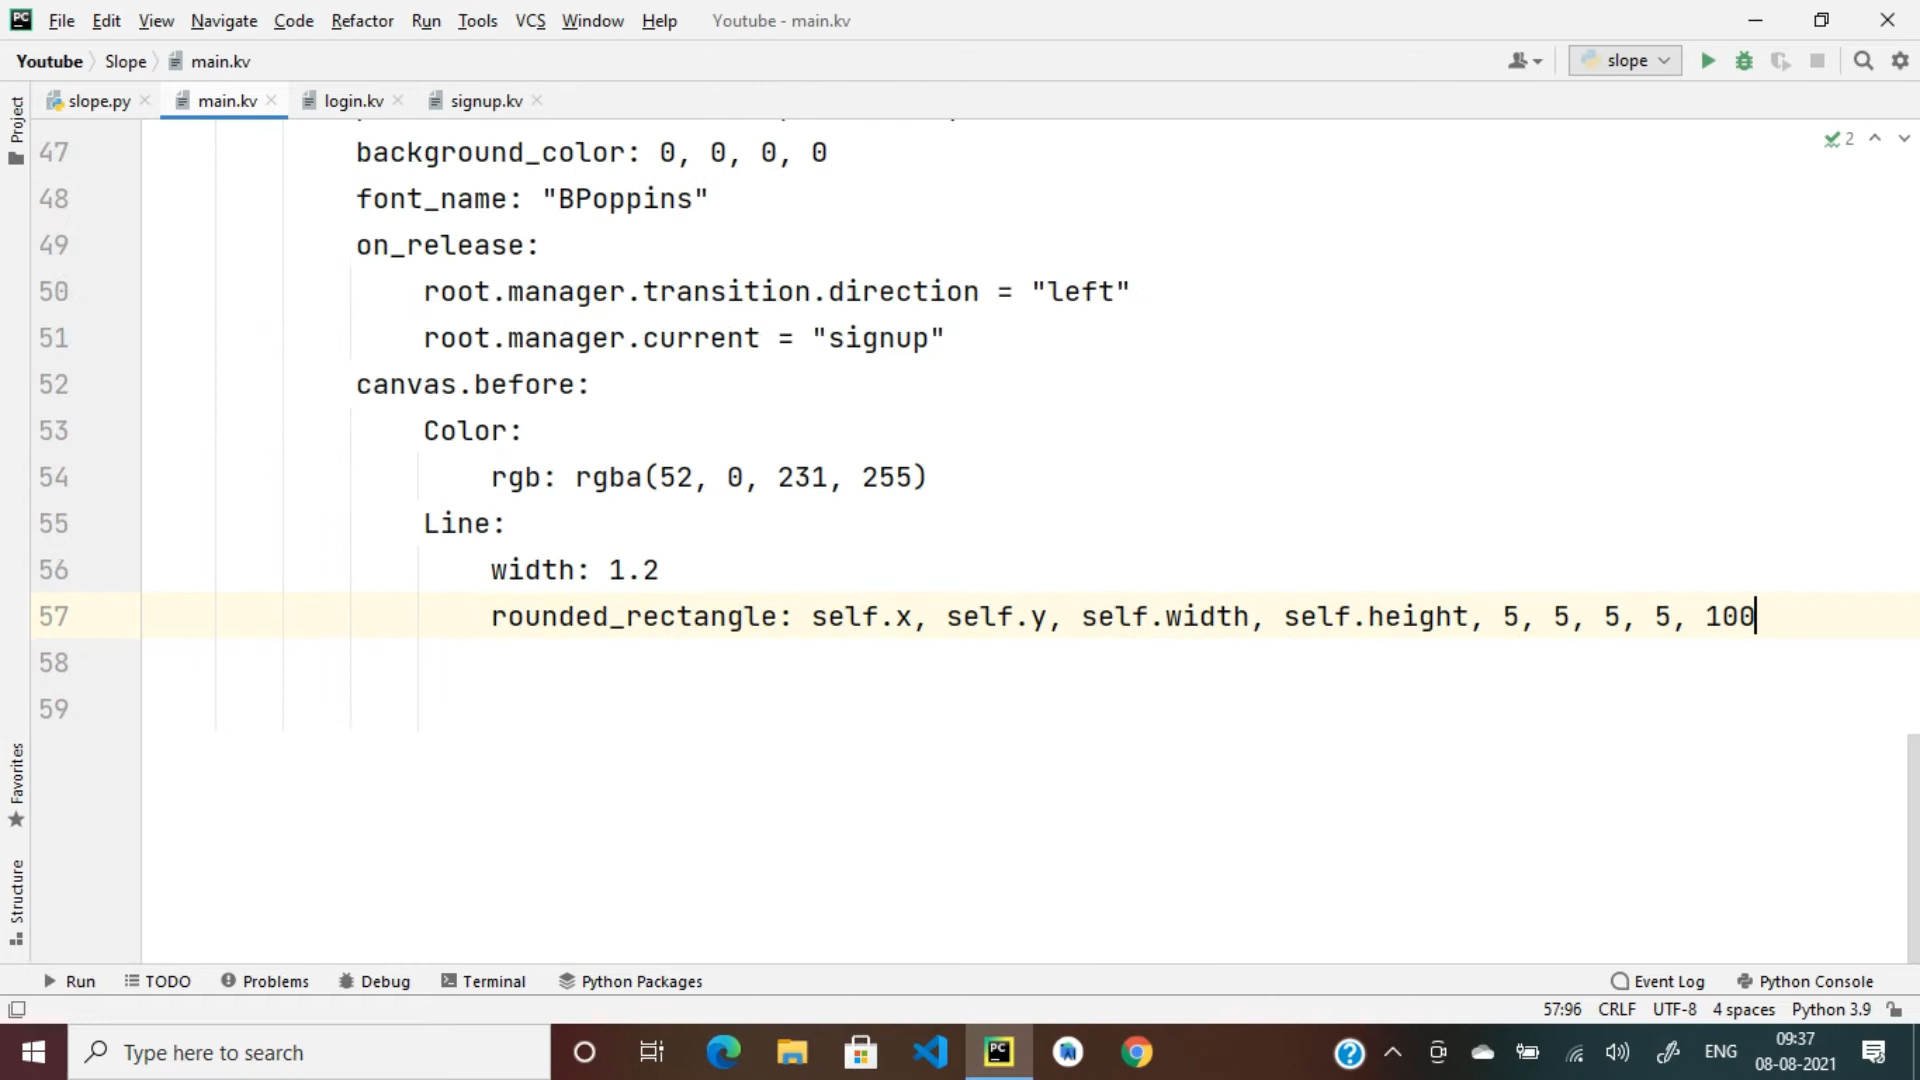 PC File Edit View Navigate Code Refactor Run Tools VCS Window Help Youtube - main.kv
Youtube Slope main.kv slope
slope.py main.kv login.kv signup.kv
Project
2
47 background_color: 0, 0, 0, 0
48 font_name: "BPoppins"
49 on_release:
50 root.manager.transition.direction = "left"
51 root.manager.current = "signup"
52 canvas.before:
53 Color:
54 rgb: rgba(52, 0, 231, 255)
55 Line:
56 width: 1.2
57 rounded_rectangle: self.x, self.y, self.width, self.height, 5, 5, 5, 5, 100
58
59
Favorites
Structure
Run TODO Problems Debug Terminal Python Packages Event Log Python Console
57:96 CRLF UTF-8 4 spaces Python 3.9
Type here to search PC ENG 09:37
08-08-2021